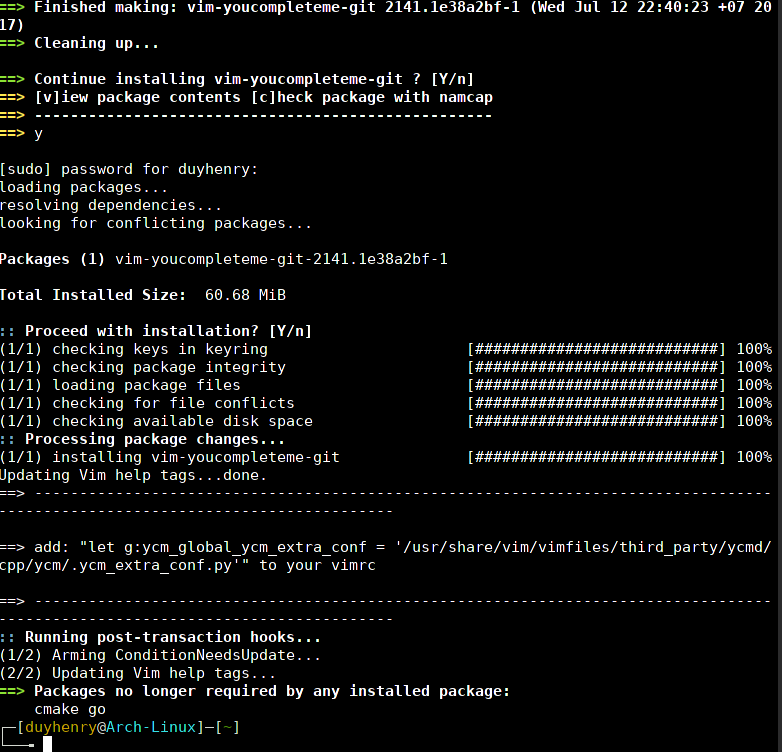 ==> Finished making: vim-youcompleteme-git 2141.1e38a2bf-1 (Wed Jul 12 22:40:23 +07 20
17)
==> Cleaning up...
==> Continue installing vim-youcompleteme-git ? [Y/n]
==> [v]iew package contents [c]heck package with namcap
==> ---------------------------------------------------
==> y
[sudo] password for duyhenry:
loading packages...
resolving dependencies...
looking for conflicting packages...
Packages (1) vim-youcompleteme-git-2141.1e38a2bf-1
Total Installed Size:  60.68 MiB
:: Proceed with installation? [Y/n]
(1/1) checking keys in keyring [###########################] 100%
(1/1) checking package integrity [###########################] 100%
(1/1) loading package files [###########################] 100%
(1/1) checking for file conflicts [###########################] 100%
(1/1) checking available disk space [###########################] 100%
:: Processing package changes...
(1/1) installing vim-youcompleteme-git [###########################] 100%
Updating Vim help tags...done.
==> ----------------------------------------------------------------------------------
--------------------------------------------
==> add: "let g:ycm_global_ycm_extra_conf = '/usr/share/vim/vimfiles/third_party/ycmd/
cpp/ycm/.ycm_extra_conf.py'" to your vimrc
==> ----------------------------------------------------------------------------------
--------------------------------------------
:: Running post-transaction hooks...
(1/2) Arming ConditionNeedsUpdate...
(2/2) Updating Vim help tags...
==> Packages no longer required by any installed package:
cmake go
┌─[duyhenry@Arch-Linux]─[~]
└──╼